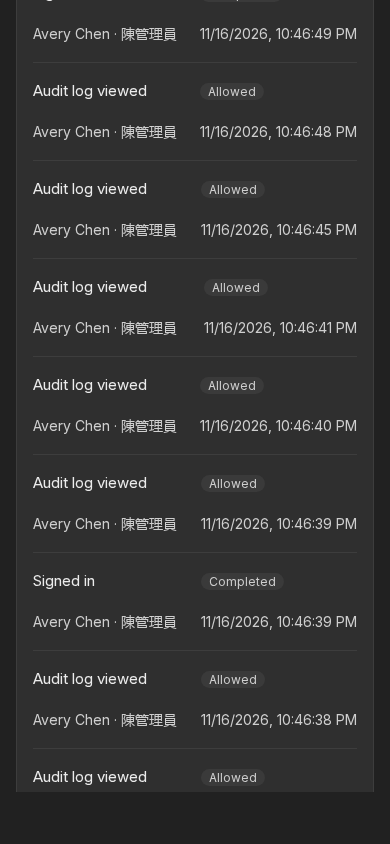 Avery Chen · 陳管理員 11/16/2026, 10:46:49 PM
Audit log viewed Allowed
Avery Chen · 陳管理員 11/16/2026, 10:46:48 PM
Audit log viewed Allowed
Avery Chen · 陳管理員 11/16/2026, 10:46:45 PM
Audit log viewed Allowed
Avery Chen · 陳管理員 11/16/2026, 10:46:41 PM
Audit log viewed Allowed
Avery Chen · 陳管理員 11/16/2026, 10:46:40 PM
Audit log viewed Allowed
Avery Chen · 陳管理員 11/16/2026, 10:46:39 PM
Signed in Completed
Avery Chen · 陳管理員 11/16/2026, 10:46:39 PM
Audit log viewed Allowed
Avery Chen · 陳管理員 11/16/2026, 10:46:38 PM
Audit log viewed Allowed